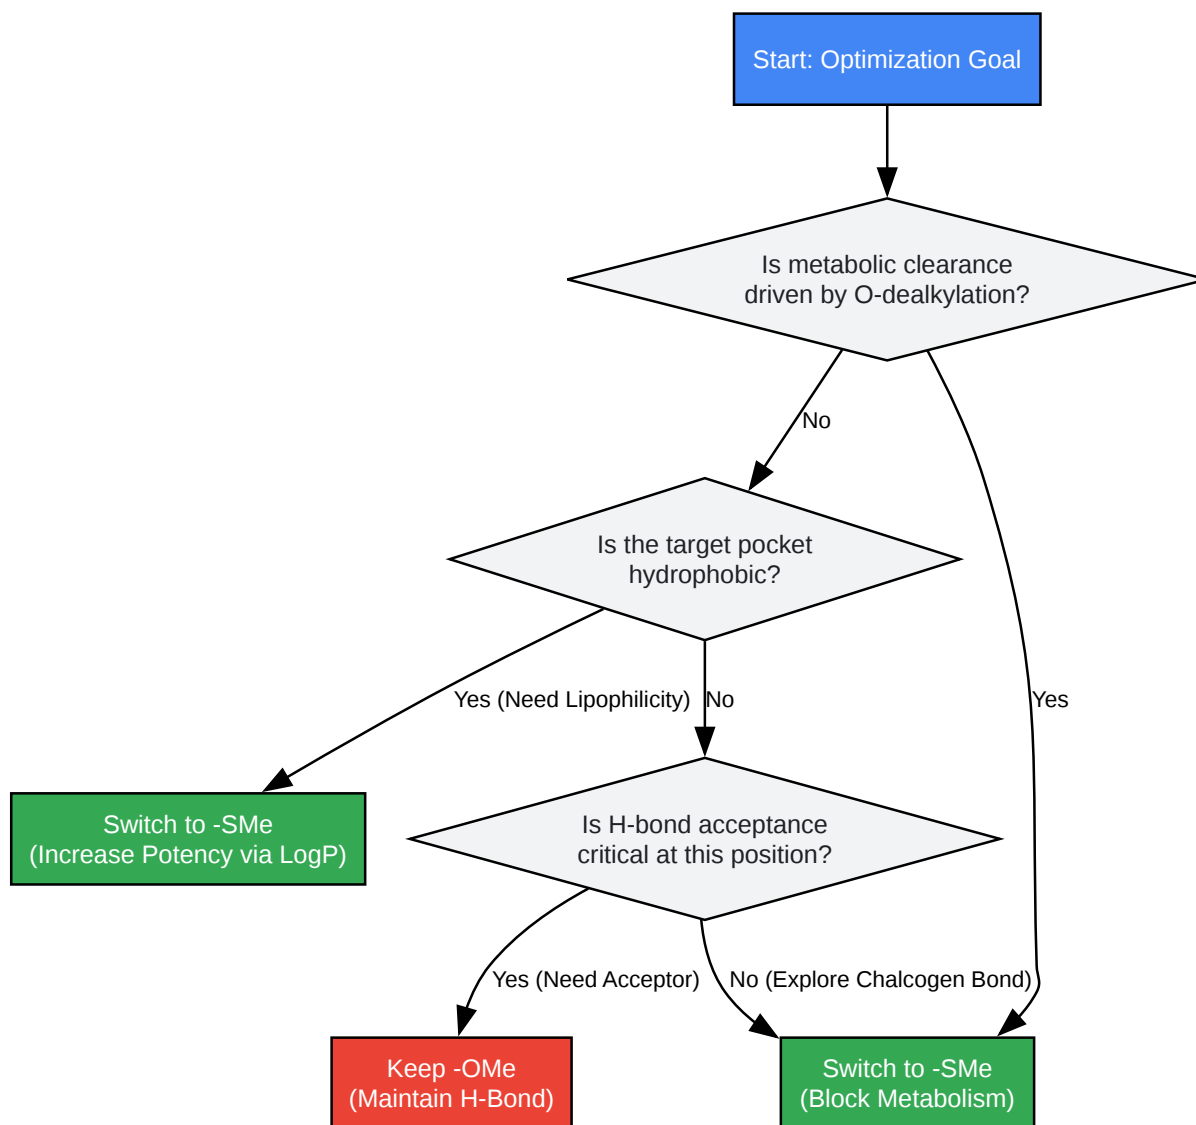 Start: Optimization Goal
Is metabolic clearance
driven by O-dealkylation?
No
Is the target pocket
hydrophobic?
Yes (Need Lipophilicity)
No
Yes
Switch to -SMe
(Increase Potency via LogP)
Is H-bond acceptance
critical at this position?
Yes (Need Acceptor)
No (Explore Chalcogen Bond)
Keep -OMe
(Maintain H-Bond)
Switch to -SMe
(Block Metabolism)